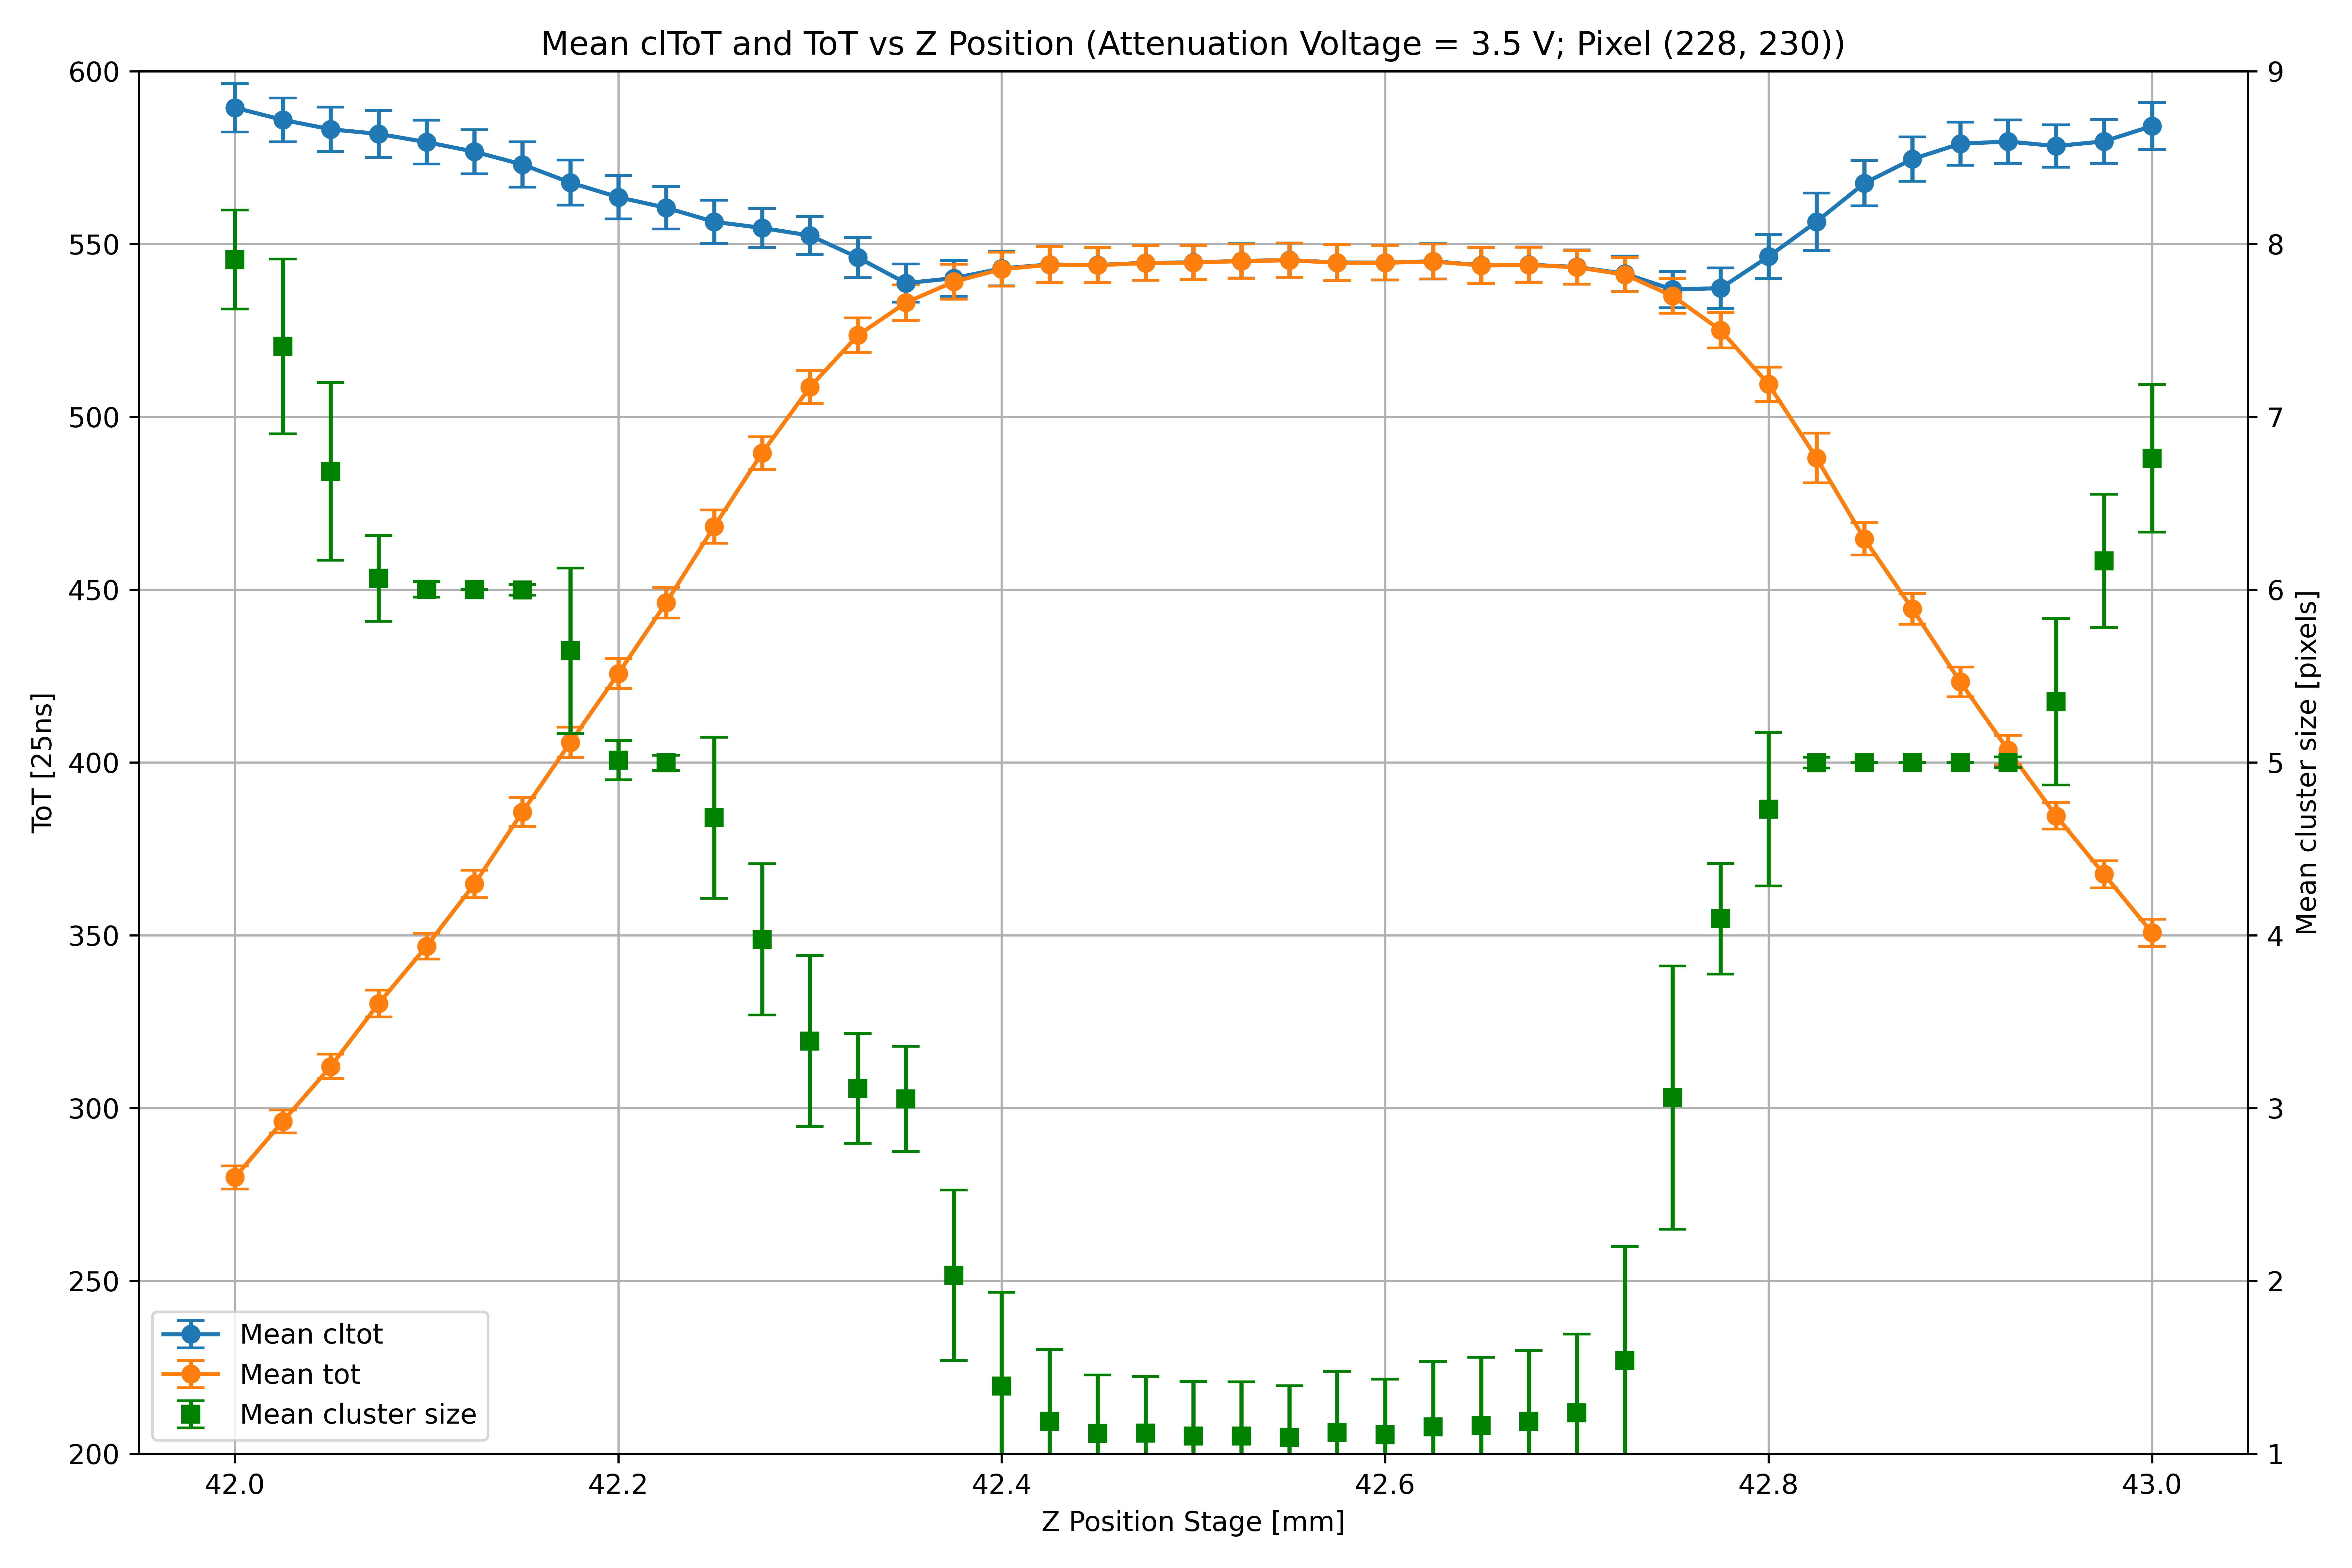 Mean clToT and ToT vs Z Position (Attenuation Voltage = 3.5 V; Pixel (228, 230))
600
550
500
450
400
350
300
250
200
ToT [25ns]
9
8
7
6
5
4
3
2
1
Mean cluster size [pixels]
Mean cltot
Mean tot
Mean cluster size
42.0 42.2 42.4 42.6 42.8 43.0
Z Position Stage [mm]